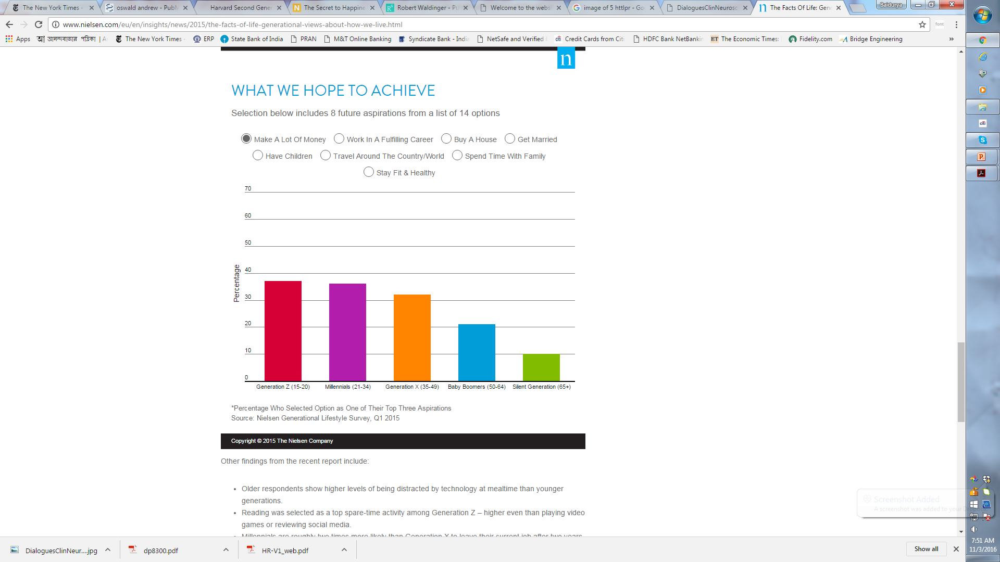 The New York Times -
oswald andrew - PubM
Harvard Second Gener
The Secret to Happine
Robert Waldinger - Pu
Welcome to the websi
image of 5 httlpr - Go
DialoguesClinNeurosc
The Facts Of Life: Gen
Baidurya
www.nielsen.com/eu/en/insights/news/2015/the-facts-of-life-generational-views-about-how-we-live.html
font
Apps
আনন্দবাজার পত্রিকা | A
The New York Times -
ERP
State Bank of India
PRAN
M&T Online Banking
Syndicate Bank - India
NetSafe and Verified
Credit Cards from Citi
HDFC Bank NetBankin
ET The Economic Times:
Fidelity.com
Bridge Engineering
n
WHAT WE HOPE TO ACHIEVE
Selection below includes 8 future aspirations from a list of 14 options
Make A Lot Of Money Work In A Fulfilling Career Buy A House Get Married
Have Children Travel Around The Country/World Spend Time With Family
Stay Fit & Healthy
70
60
50
40
30
20
10
0
Percentage
Generation Z (15-20) Millennials (21-34) Generation X (35-49) Baby Boomers (50-64) Silent Generation (65+)
*Percentage Who Selected Option as One of Their Top Three Aspirations
Source: Nielsen Generational Lifestyle Survey, Q1 2015
Copyright © 2015 The Nielsen Company
Other findings from the recent report include:
Older respondents show higher levels of being distracted by technology at mealtime than younger
generations.
Reading was selected as a top spare-time activity among Generation Z – higher even than playing video
games or reviewing social media.
Millennials are roughly two times more likely than Generation X to leave their current job after two years
Screenshot Added
A screenshot was added to your
DialoguesClinNeur....jpg
dp8300.pdf
HR-V1_web.pdf
Show all
citi
7:51 AM
11/3/2016